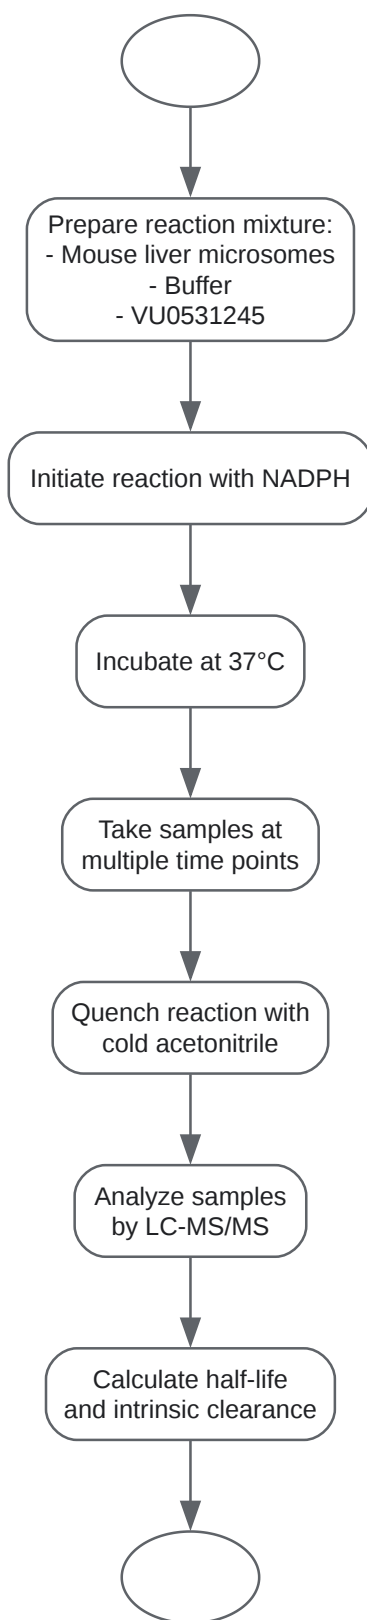 Prepare reaction mixture:
- Mouse liver microsomes
- Buffer
- VU0531245
Initiate reaction with NADPH
Incubate at 37°C
Take samples at
multiple time points
Quench reaction with
cold acetonitrile
Analyze samples
by LC-MS/MS
Calculate half-life
and intrinsic clearance